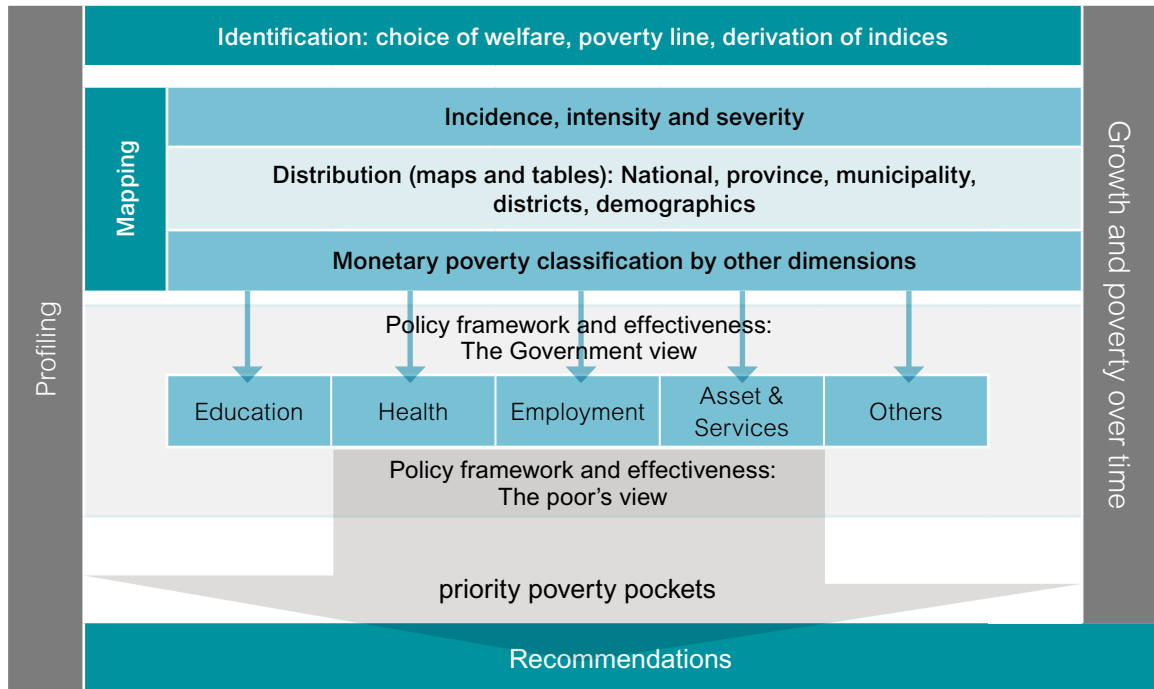 Identification: choice of welfare, poverty line, derivation of indices
Profiling
Mapping
Incidence, intensity and severity
Distribution (maps and tables): National, province, municipality,
districts, demographics
Monetary poverty classification by other dimensions
Growth and poverty over time
Policy framework and effectiveness:
The Government view
Education
Health
Employment
Asset &
Services
Others
Policy framework and effectiveness:
The poor’s view
priority poverty pockets
Recommendations